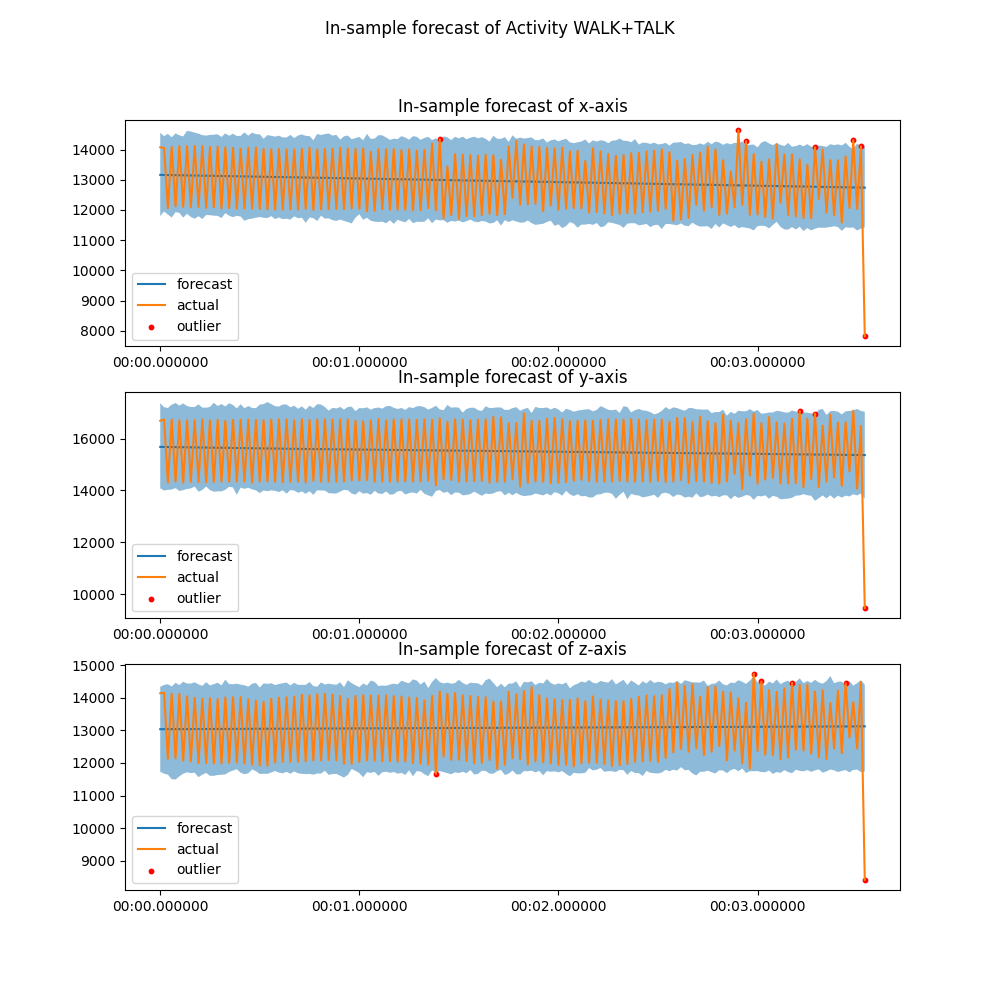 In-sample forecast of Activity WALK+TALK
In-sample forecast of x-axis
14000
13000
12000
11000
10000
9000
8000
forecast
actual
outlier
00:00.000000 00:01.000000 00:02.000000 00:03.000000
In-sample forecast of y-axis
16000
14000
12000
10000
forecast
actual
outlier
00:00.000000 00:01.000000 00:02.000000 00:03.000000
In-sample forecast of z-axis
15000
14000
13000
12000
11000
10000
9000
forecast
actual
outlier
00:00.000000 00:01.000000 00:02.000000 00:03.000000